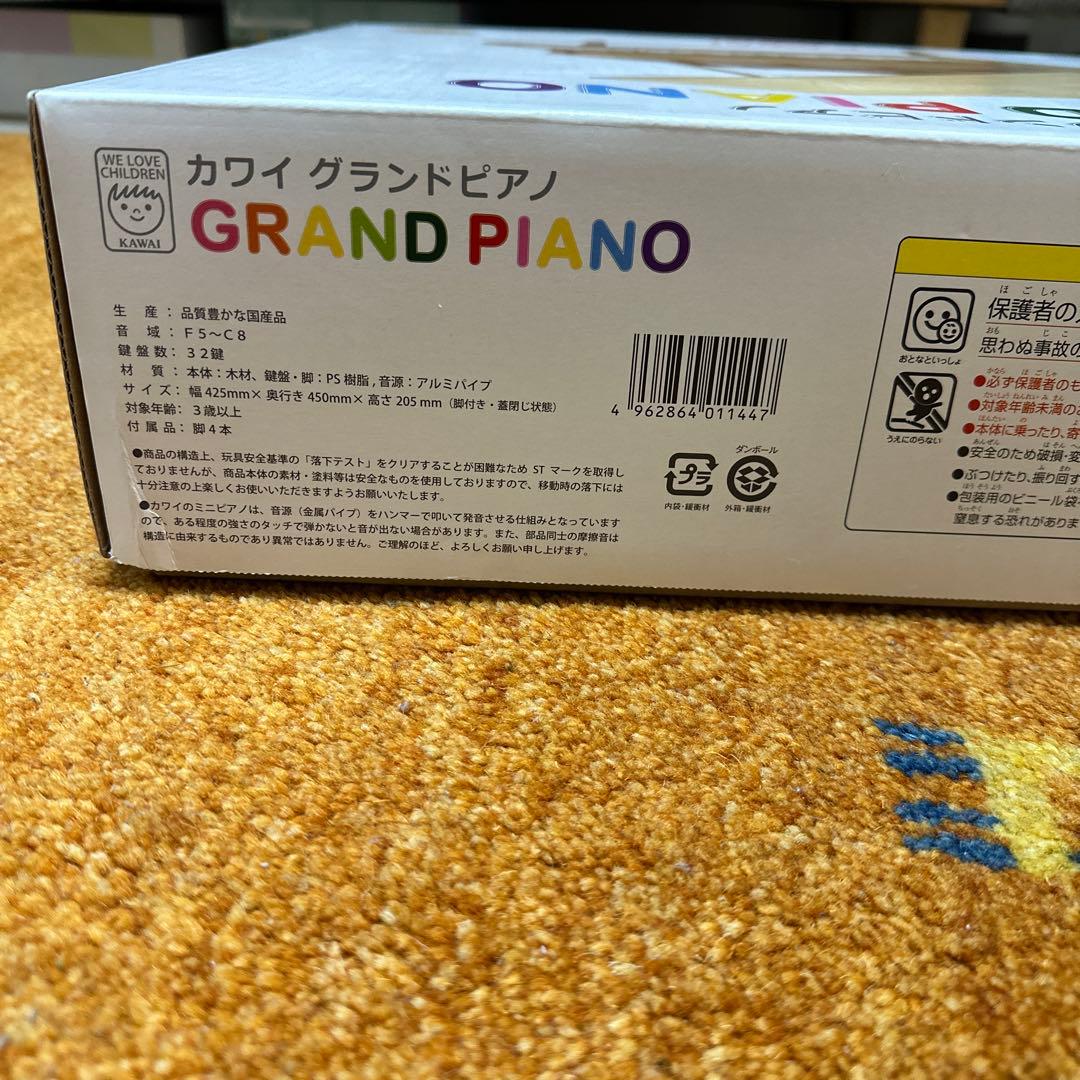 WE LOVE
CHILDREN
KAWAI
カワイ グランドピアノ
GRAND PIANO
生 産：品質豊かな国産品
音 域：F5～C8
鍵盤数：32鍵
材 質：本体：木材、鍵盤・脚：PS樹脂，音源：アルミパイプ
サイズ：幅425mm×奥行き450mm×高さ205mm（脚付き・蓋閉じ状態）
対象年齢：3歳以上
付属品：脚4本
●商品の構造上、玩具安全基準の「落下テスト」をクリアすることが困難なため ST マークを取得し
ておりませんが、商品本体の素材・塗料等は安全なものを使用しておりますので、移動時の落下には
十分注意の上楽しくお使いいただきますようお願いいたします。
●カワイのミニピアノは、音源（金属パイプ）をハンマーで叩いて発音させる仕組みとなっています
ので、ある程度の強さのタッチで弾かないと音が出ない場合があります。また、部品同士の摩擦音は
構造に由来するものであり異常ではありません。ご理解のほど、よろしくお願い申し上げます。
4 962864 011447
プラ
内袋・緩衝材
ダンボール
外箱・緩衝材
おとなといっしょ
うえにのらない
保護者の
思わぬ事故の
●必ず保護者のも
●対象年齢未満のお
●本体に乗ったり、寄
●安全のため破損・変
●ぶつけたり、振り回す
●包装用のビニール袋
窒息する恐れがありま
PIANO